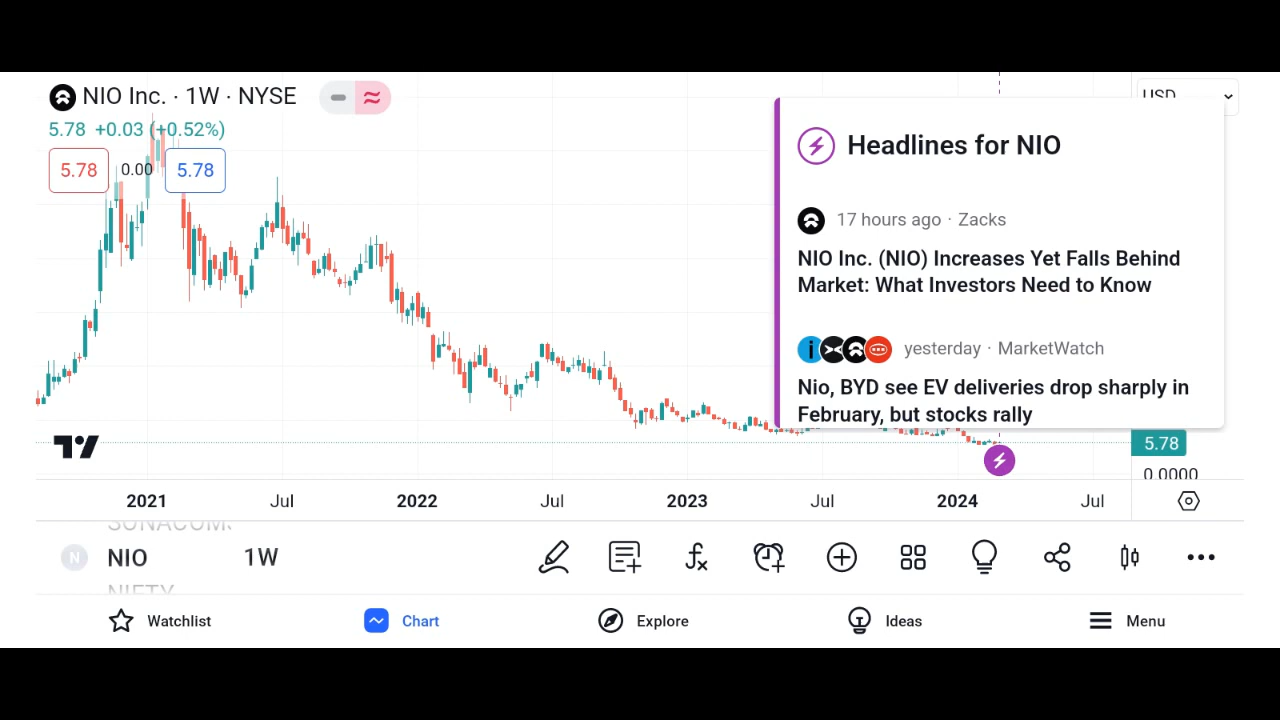 NIO Inc. · 1W · NYSE
5.78 +0.03 (+0.52%)
5.78 0.00 5.78
USD
Headlines for NIO
17 hours ago · Zacks
NIO Inc. (NIO) Increases Yet Falls Behind
Market: What Investors Need to Know
yesterday · MarketWatch
Nio, BYD see EV deliveries drop sharply in
February, but stocks rally
5.78
0.0000
2021 Jul 2022 Jul 2023 Jul 2024 Jul
SONACOMS
N NIO 1W
NIFTY
Watchlist Chart Explore Ideas Menu